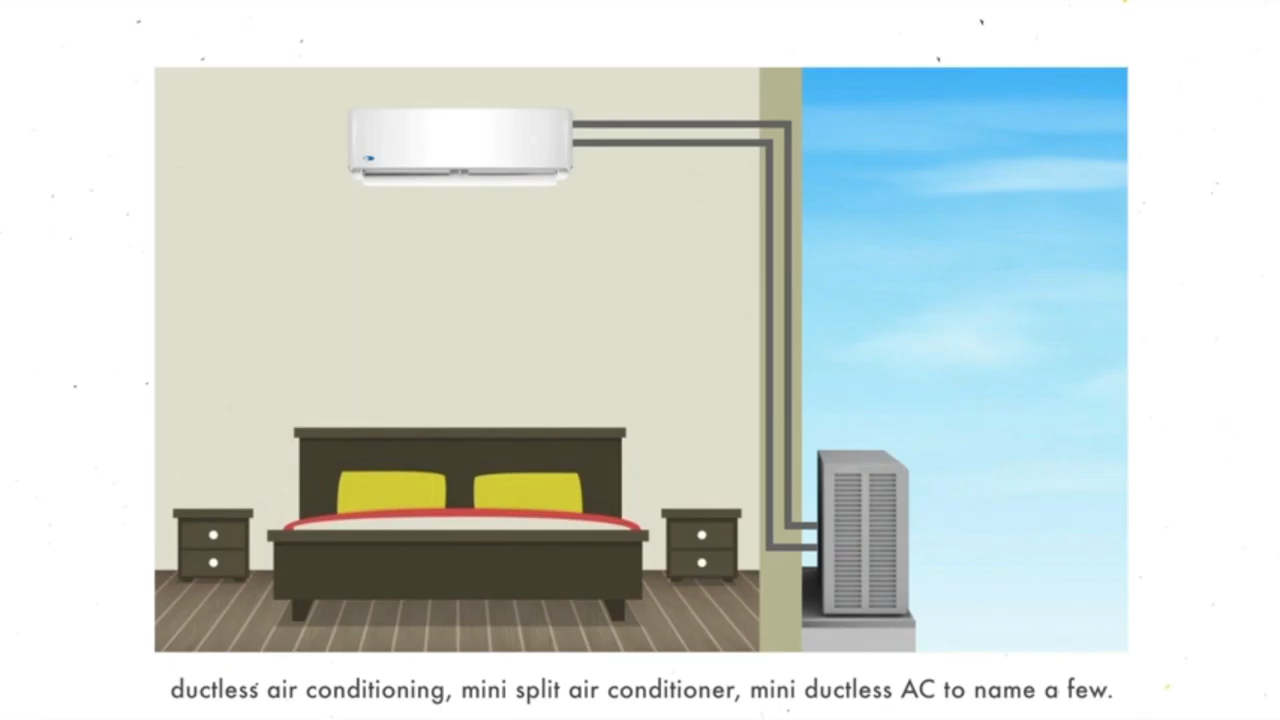 ductless air conditioning, mini split air conditioner, mini ductless AC to name a few.